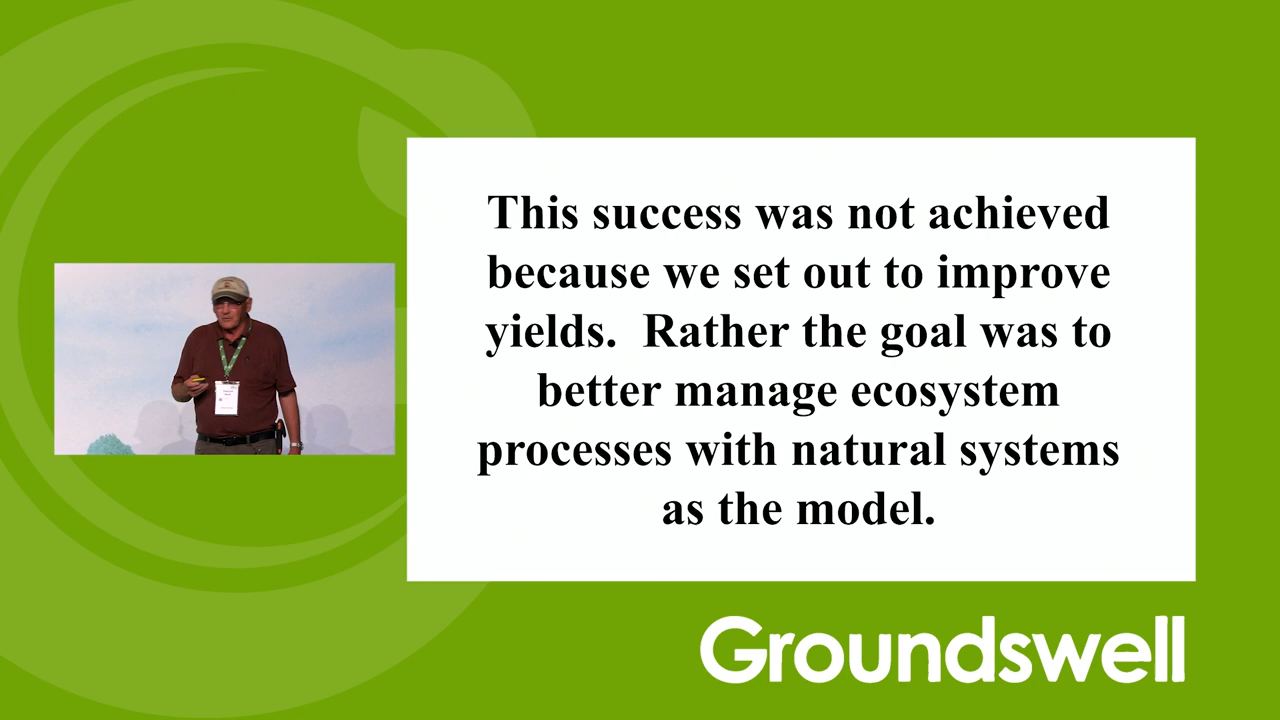 This success was not achieved
because we set out to improve
yields.  Rather the goal was to
better manage ecosystem
processes with natural systems
as the model.
Groundswell